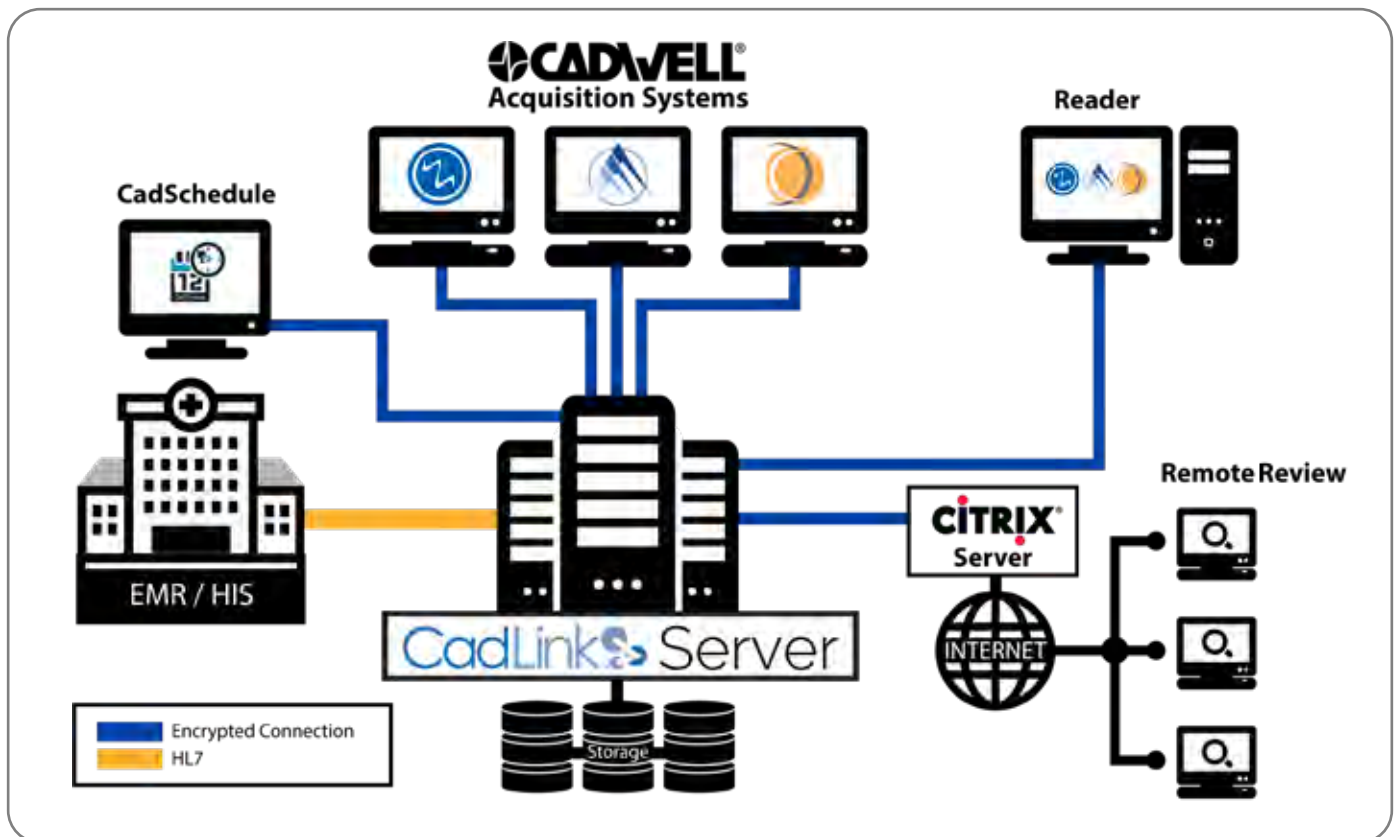 CADWELL®
Acquisition Systems
Reader
CadSchedule
12
EMR / HIS
CadLink Server
Storage
CiTRIX®
Server
INTERNET
Remote Review
Encrypted Connection
HL7